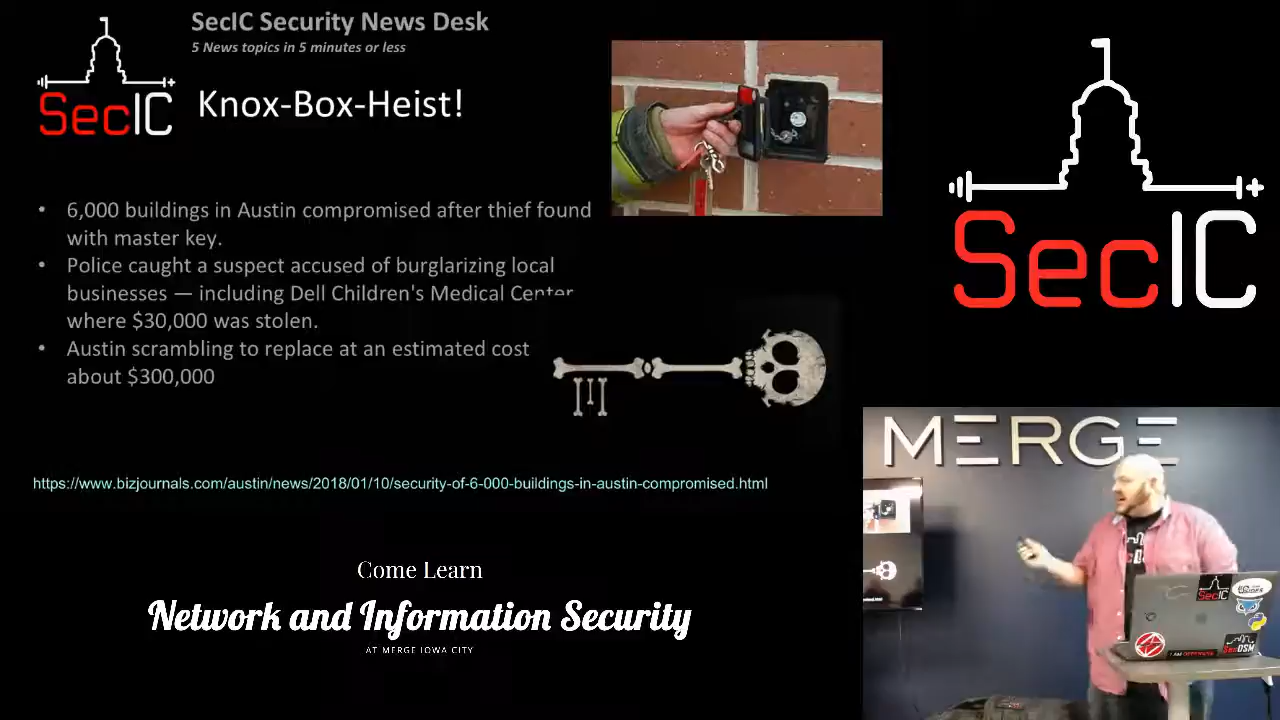 SecIC Security News Desk
5 News topics in 5 minutes or less
SecIC
Knox-Box-Heist!
• 6,000 buildings in Austin compromised after thief found
with master key.
• Police caught a suspect accused of burglarizing local
businesses — including Dell Children's Medical Center
where $30,000 was stolen.
• Austin scrambling to replace at an estimated cost
about $300,000
https://www.bizjournals.com/austin/news/2018/01/10/security-of-6-000-buildings-in-austin-compromised.html
Come Learn
Network and Information Security
AT MERGE IOWA CITY
SecIC
MERGE
SecIC
I AM OFFENSIVE
SecDSM